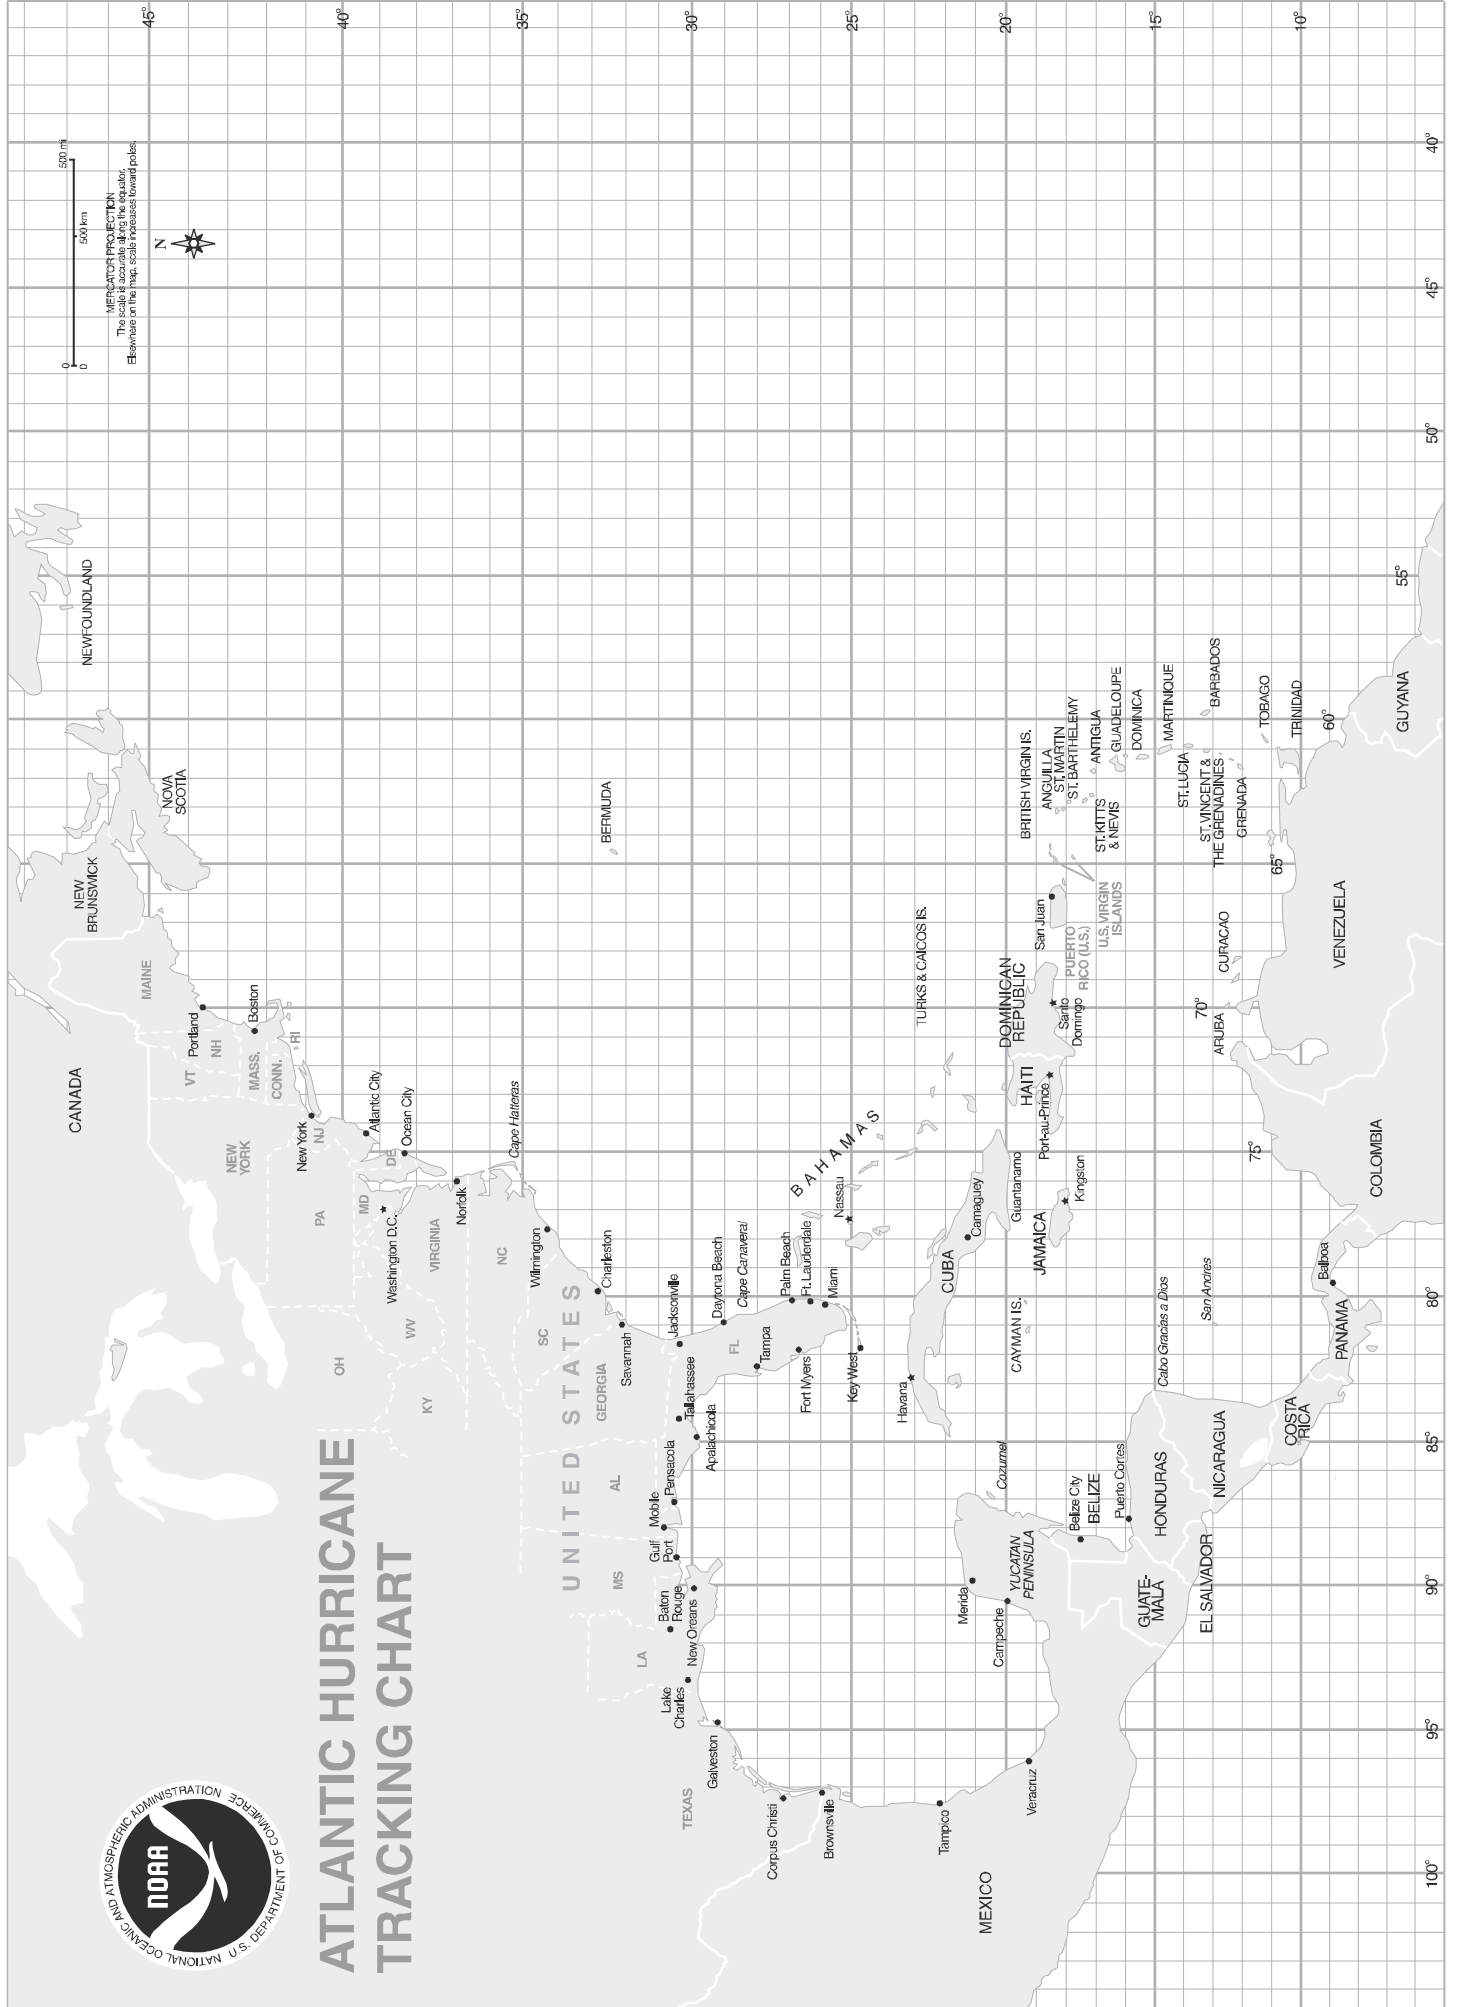 ATLANTIC HURRICANE
TRACKING CHART
NATIONAL OCEANIC AND ATMOSPHERIC ADMINISTRATION
U.S. DEPARTMENT OF COMMERCE
NOAA
0
500 mi
0
500 km
MERCATOR PROJECTION
The scale is accurate along the equator.
Elsewhere on the map, scale increases toward poles.
N
45°
40°
35°
30°
25°
20°
15°
10°
100°
95°
90°
85°
80°
75°
70°
65°
60°
55°
50°
45°
40°
CANADA
NEWFOUNDLAND
NEW
BRUNSWICK
NOVA
SCOTIA
MAINE
Portland
VT
NH
Boston
MASS.
CONN.
RI
NEW
YORK
New York
NJ
PA
Atlantic City
Ocean City
DE
MD
Washington D.C.
OH
WV
VIRGINIA
Norfolk
KY
Cape Hatteras
NC
Wilmington
SC
Charleston
UNITED STATES
GEORGIA
Savannah
AL
MS
LA
TEXAS
Jacksonville
Tallahassee
Apalachicola
Pensacola
Mobile
Gulf
Port
Baton
Rouge
New Oreans
Lake
Charles
Galveston
Corpus Christi
Brownsville
Daytona Beach
Cape Canaveral
FL
Tampa
Palm Beach
Ft. Lauderdale
Miami
Fort Myers
Key West
BERMUDA
BAHAMAS
Nassau
TURKS & CAICOS IS.
Havana
CUBA
Camaguey
Guantanamo
CAYMAN IS.
JAMAICA
Kingston
HAITI
Port-au-Prince
DOMINICAN
REPUBLIC
Santo
Domingo
San Juan
PUERTO
RICO (U.S.)
U.S. VIRGIN
ISLANDS
BRITISH VIRGIN IS.
ANGUILLA
ST. MARTIN
ST. BARTHELEMY
ST. KITTS
& NEVIS
ANTIGUA
GUADELOUPE
DOMINICA
MARTINIQUE
ST. LUCIA
BARBADOS
ST. VINCENT &
THE GRENADINES
GRENADA
TOBAGO
TRINIDAD
CURACAO
ARUBA
MEXICO
Tampico
Veracruz
Campeche
Merida
YUCATAN
PENINSULA
Cozumel
Belize City
BELIZE
Puerto Cortes
GUATE-
MALA
HONDURAS
EL SALVADOR
NICARAGUA
Cabo Gracias a Dios
San Andres
COSTA
RICA
PANAMA
Balboa
COLOMBIA
VENEZUELA
GUYANA